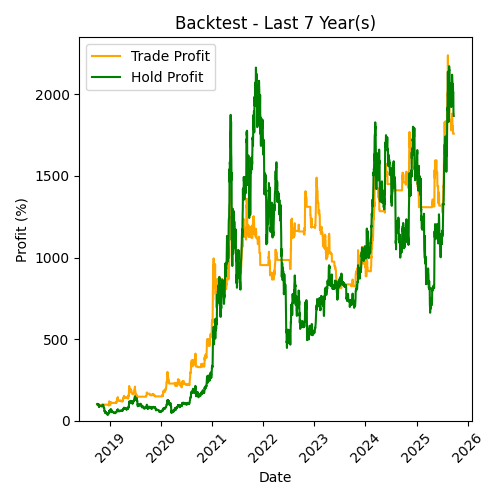 Backtest - Last 7 Year(s)
Trade Profit
Hold Profit
Profit (%)
2000
1500
1000
500
0
2019 2020 2021 2022 2023 2024 2025 2026
Date